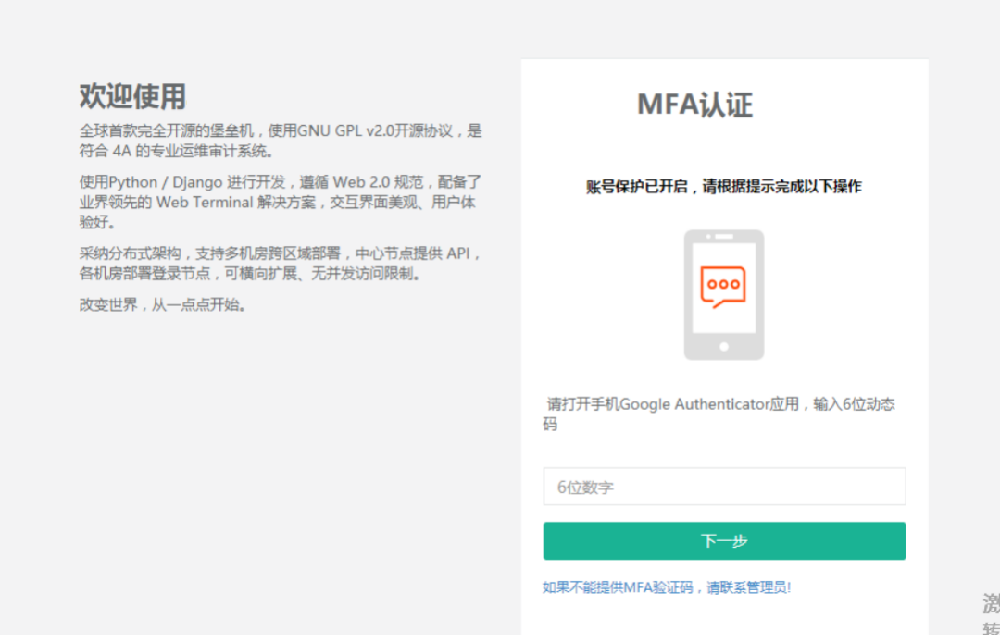 欢迎使用
全球首款完全开源的堡垒机，使用GNU GPL v2.0开源协议，是
符合 4A 的专业运维审计系统。
使用Python / Django 进行开发，遵循 Web 2.0 规范，配备了
业界领先的 Web Terminal 解决方案，交互界面美观、用户体
验好。
采纳分布式架构，支持多机房跨区域部署，中心节点提供 API，
各机房部署登录节点，可横向扩展、无并发访问限制。
改变世界，从一点点开始。
MFA认证
账号保护已开启，请根据提示完成以下操作
请打开手机Google Authenticator应用，输入6位动态
码
6位数字
下一步
如果不能提供MFA验证码，请联系管理员!